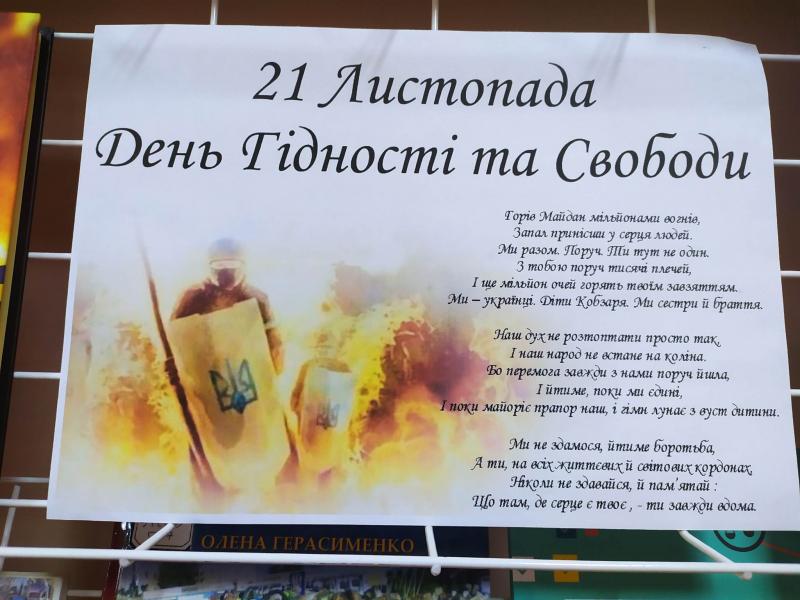 21 Листопада
День Гідності та Свободи
Горів Майдан мільйонами вогнів,
Запал принісши у серця людей.
Ми разом. Поруч. Ти тут не один.
З тобою поруч тисячі плечей,
І ще мільйон очей горять твоїм завзяттям.
Ми – українці. Діти Кобзаря. Ми сестри й браття.
Наш дух не розтоптати просто так,
І наш народ не встане на коліна.
Бо перемога завжди з нами поруч йшла,
І йтиме, поки ми єдині,
І поки майоріє прапор наш, і гімн лунає з вуст дитини.
Ми не здамося, йтиме боротьба,
А ти, на всіх життєвих й світових кордонах,
Ніколи не здавайся, й пам'ятай :
Що там, де серце є твоє , - ти завжди вдома.
ОЛЕНА ГЕРАСИМЕНКО